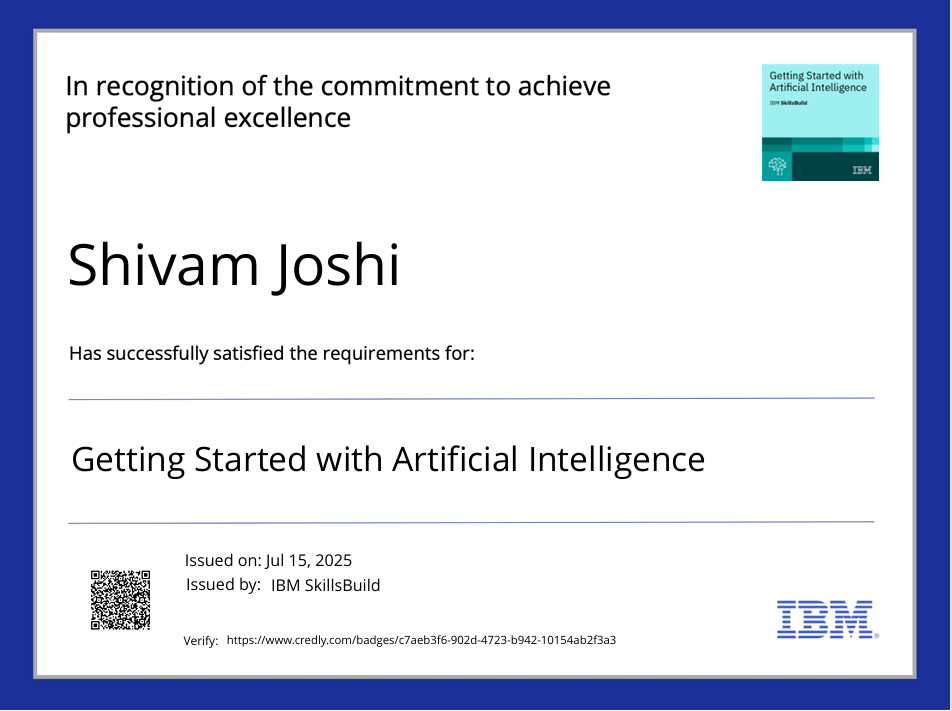 In recognition of the commitment to achieve
professional excellence
Getting Started with
Artificial Intelligence
IBM SkillsBuild
IBM
Shivam Joshi
Has successfully satisfied the requirements for:
Getting Started with Artificial Intelligence
Issued on: Jul 15, 2025
Issued by: IBM SkillsBuild
Verify: https://www.credly.com/badges/c7aeb3f6-902d-4723-b942-10154ab2f3a3
IBM®